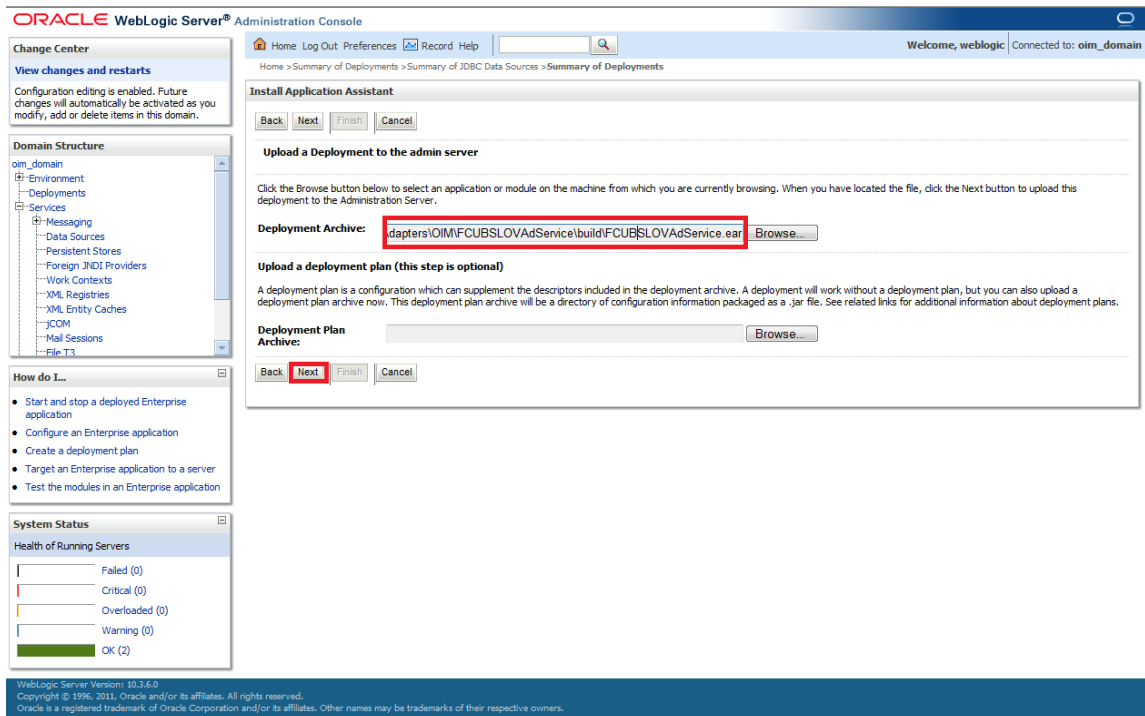 ORACLE WebLogic Server® Administration Console
Change Center
View changes and restarts
Configuration editing is enabled. Future
changes will automatically be activated as you
modify, add or delete items in this domain.
Domain Structure
oim_domain
Environment
Deployments
Services
Messaging
Data Sources
Persistent Stores
Foreign JNDI Providers
Work Contexts
XML Registries
XML Entity Caches
jCOM
Mail Sessions
File T3
How do I...
Start and stop a deployed Enterprise
application
Configure an Enterprise application
Create a deployment plan
Target an Enterprise application to a server
Test the modules in an Enterprise application
System Status
Health of Running Servers
Failed (0)
Critical (0)
Overloaded (0)
Warning (0)
OK (2)
Home Log Out Preferences Record Help
Welcome, weblogic Connected to: oim_domain
Home >Summary of Deployments >Summary of JDBC Data Sources >Summary of Deployments
Install Application Assistant
Back Next Finish Cancel
Upload a Deployment to the admin server
Click the Browse button below to select an application or module on the machine from which you are currently browsing. When you have located the file, click the Next button to upload this
deployment to the Administration Server.
Deployment Archive: dapters\OIM\FCUBSLOVAdService\build\FCUBSLOVAdService.ear Browse...
Upload a deployment plan (this step is optional)
A deployment plan is a configuration which can supplement the descriptors included in the deployment archive. A deployment will work without a deployment plan, but you can also upload a
deployment plan archive now. This deployment plan archive will be a directory of configuration information packaged as a .jar file. See related links for additional information about deployment plans.
Deployment Plan
Archive:
Browse...
Back Next Finish Cancel
WebLogic Server Version: 10.3.6.0
Copyright © 1996, 2011, Oracle and/or its affiliates. All rights reserved.
Oracle is a registered trademark of Oracle Corporation and/or its affiliates. Other names may be trademarks of their respective owners.